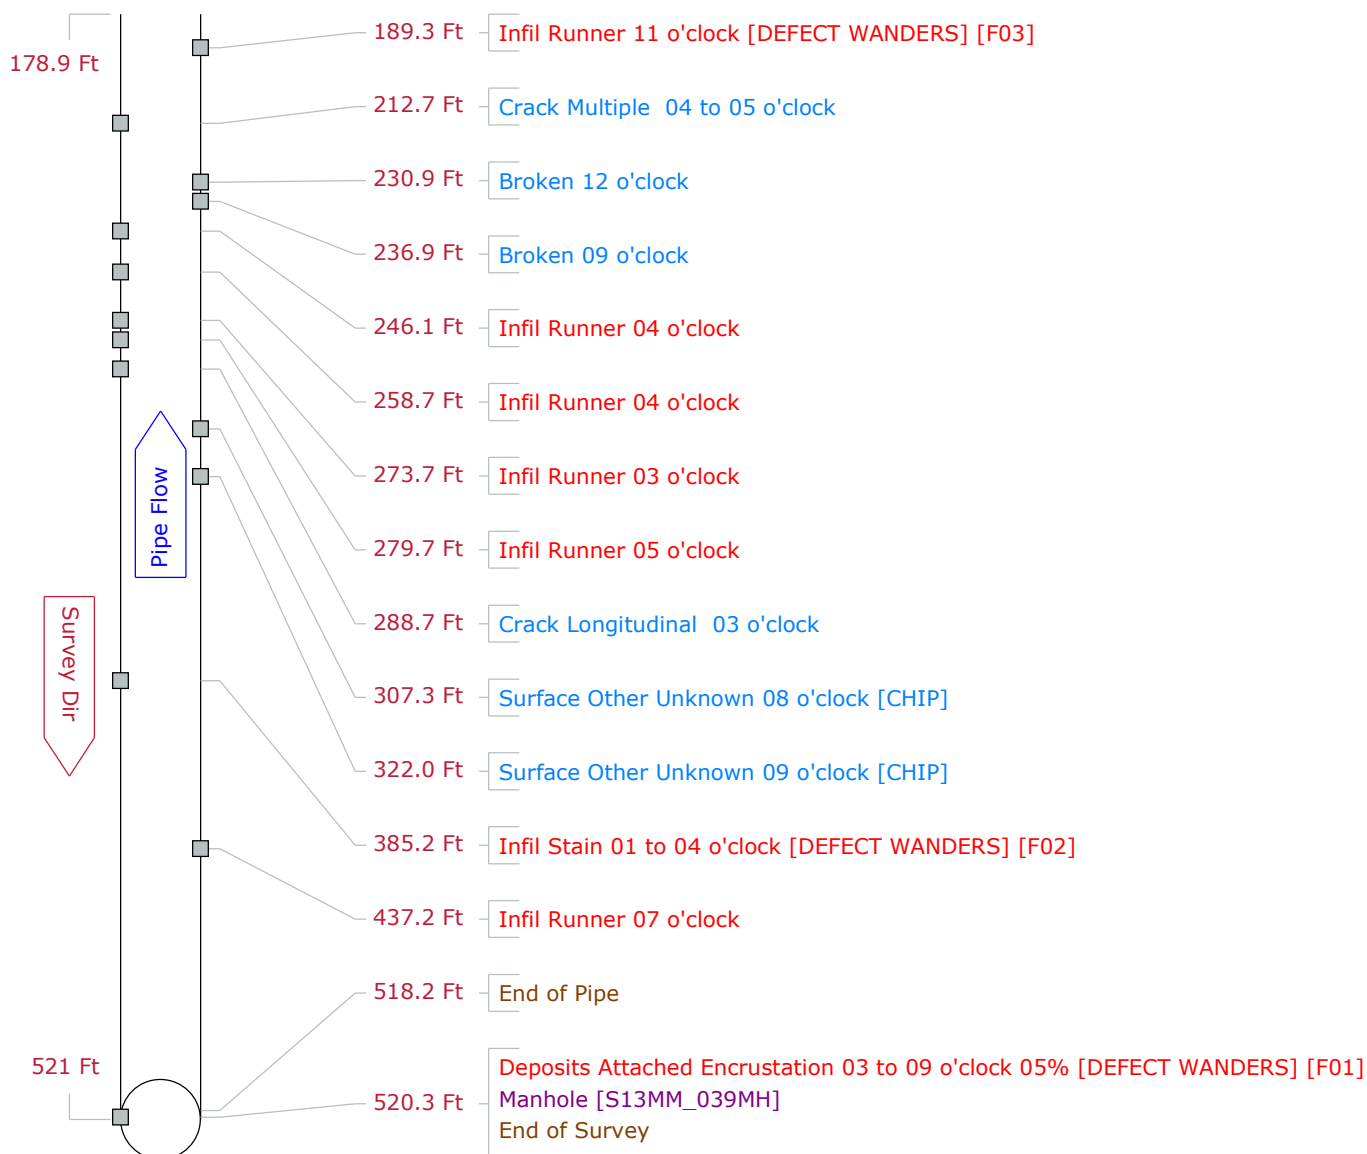 178.9 Ft
189.3 Ft Infil Runner 11 o'clock [DEFECT WANDERS] [F03]
212.7 Ft Crack Multiple  04 to 05 o'clock
230.9 Ft Broken 12 o'clock
236.9 Ft Broken 09 o'clock
246.1 Ft Infil Runner 04 o'clock
258.7 Ft Infil Runner 04 o'clock
273.7 Ft Infil Runner 03 o'clock
Pipe Flow
279.7 Ft Infil Runner 05 o'clock
288.7 Ft Crack Longitudinal  03 o'clock
Survey Dir
307.3 Ft Surface Other Unknown 08 o'clock [CHIP]
322.0 Ft Surface Other Unknown 09 o'clock [CHIP]
385.2 Ft Infil Stain 01 to 04 o'clock [DEFECT WANDERS] [F02]
437.2 Ft Infil Runner 07 o'clock
518.2 Ft End of Pipe
521 Ft
520.3 Ft Deposits Attached Encrustation 03 to 09 o'clock 05% [DEFECT WANDERS] [F01]
Manhole [S13MM_039MH]
End of Survey